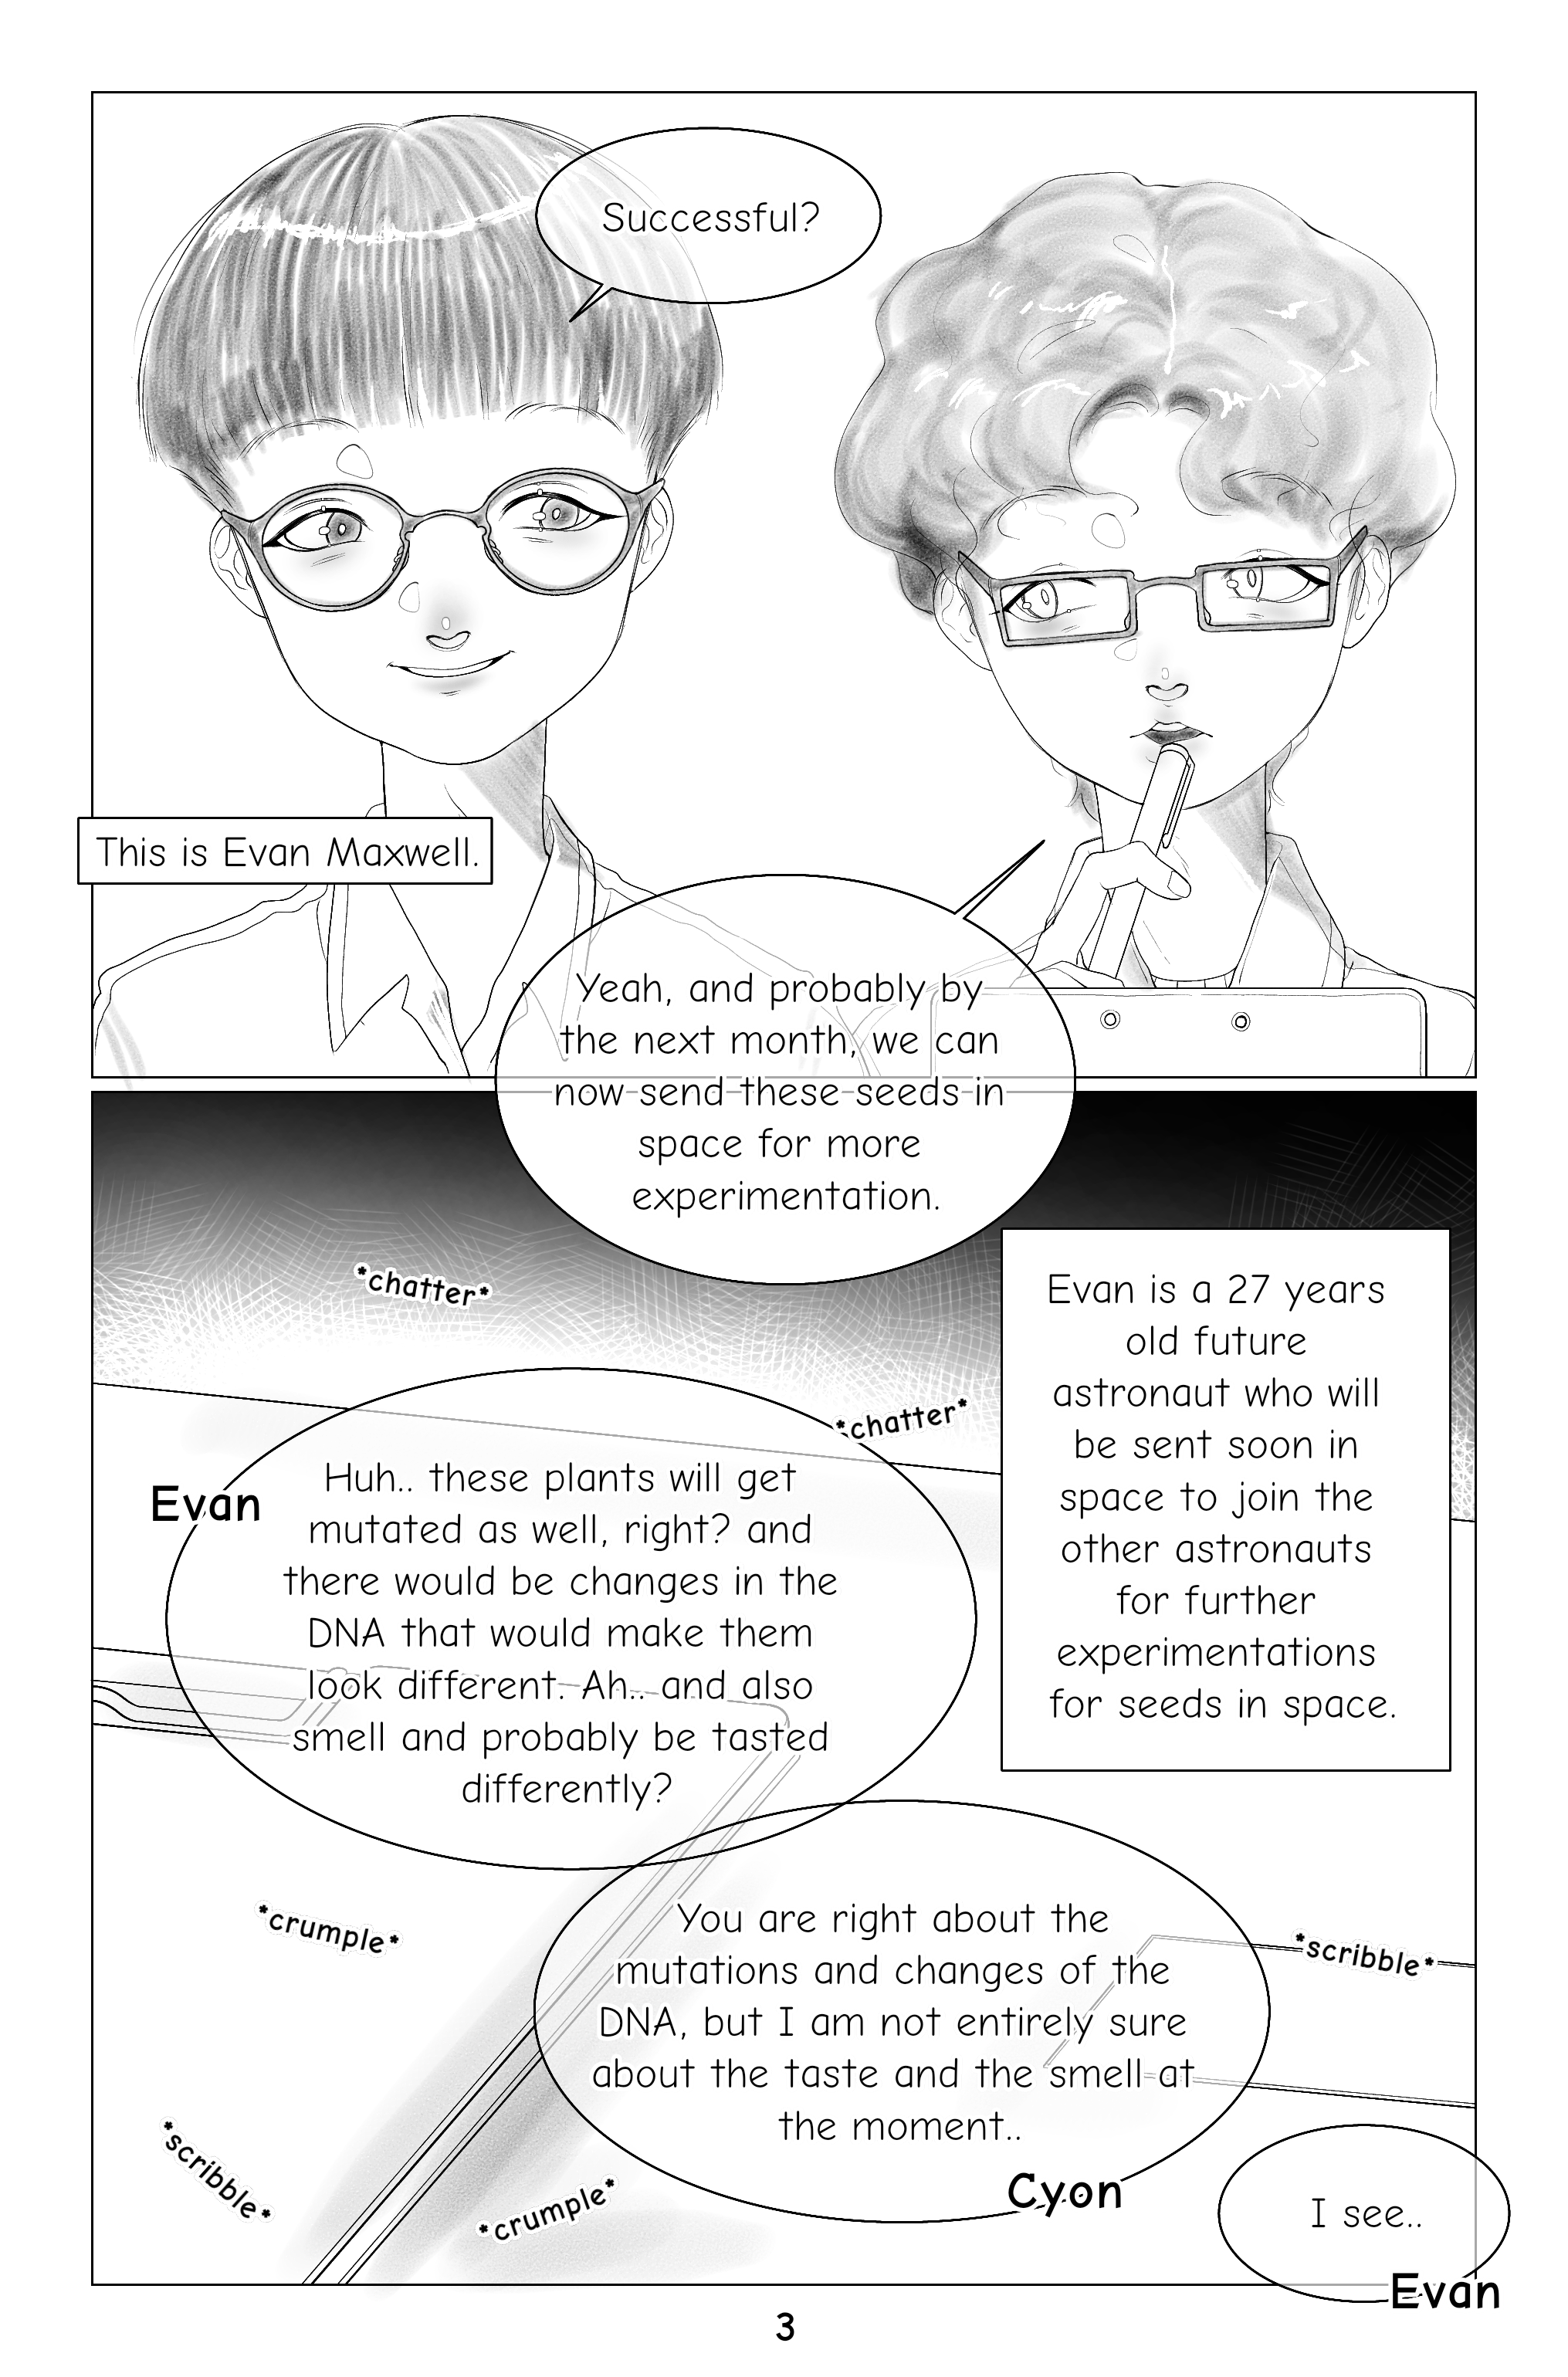 Successful?
This is Evan Maxwell.
Yeah, and probably by
the next month, we can
now send these seeds in
space for more
experimentation.
*chatter*
Evan is a 27 years
old future
astronaut who will
be sent soon in
space to join the
other astronauts
for further
experimentations
for seeds in space.
*chatter*
Evan
Huh.. these plants will get
mutated as well, right? and
there would be changes in the
DNA that would make them
look different. Ah.. and also
smell and probably be tasted
differently?
*crumple*
You are right about the
mutations and changes of the
DNA, but I am not entirely sure
about the taste and the smell at
the moment..
Cyon
*scribble*
*scribble*
*crumple*
I see..
Evan
3